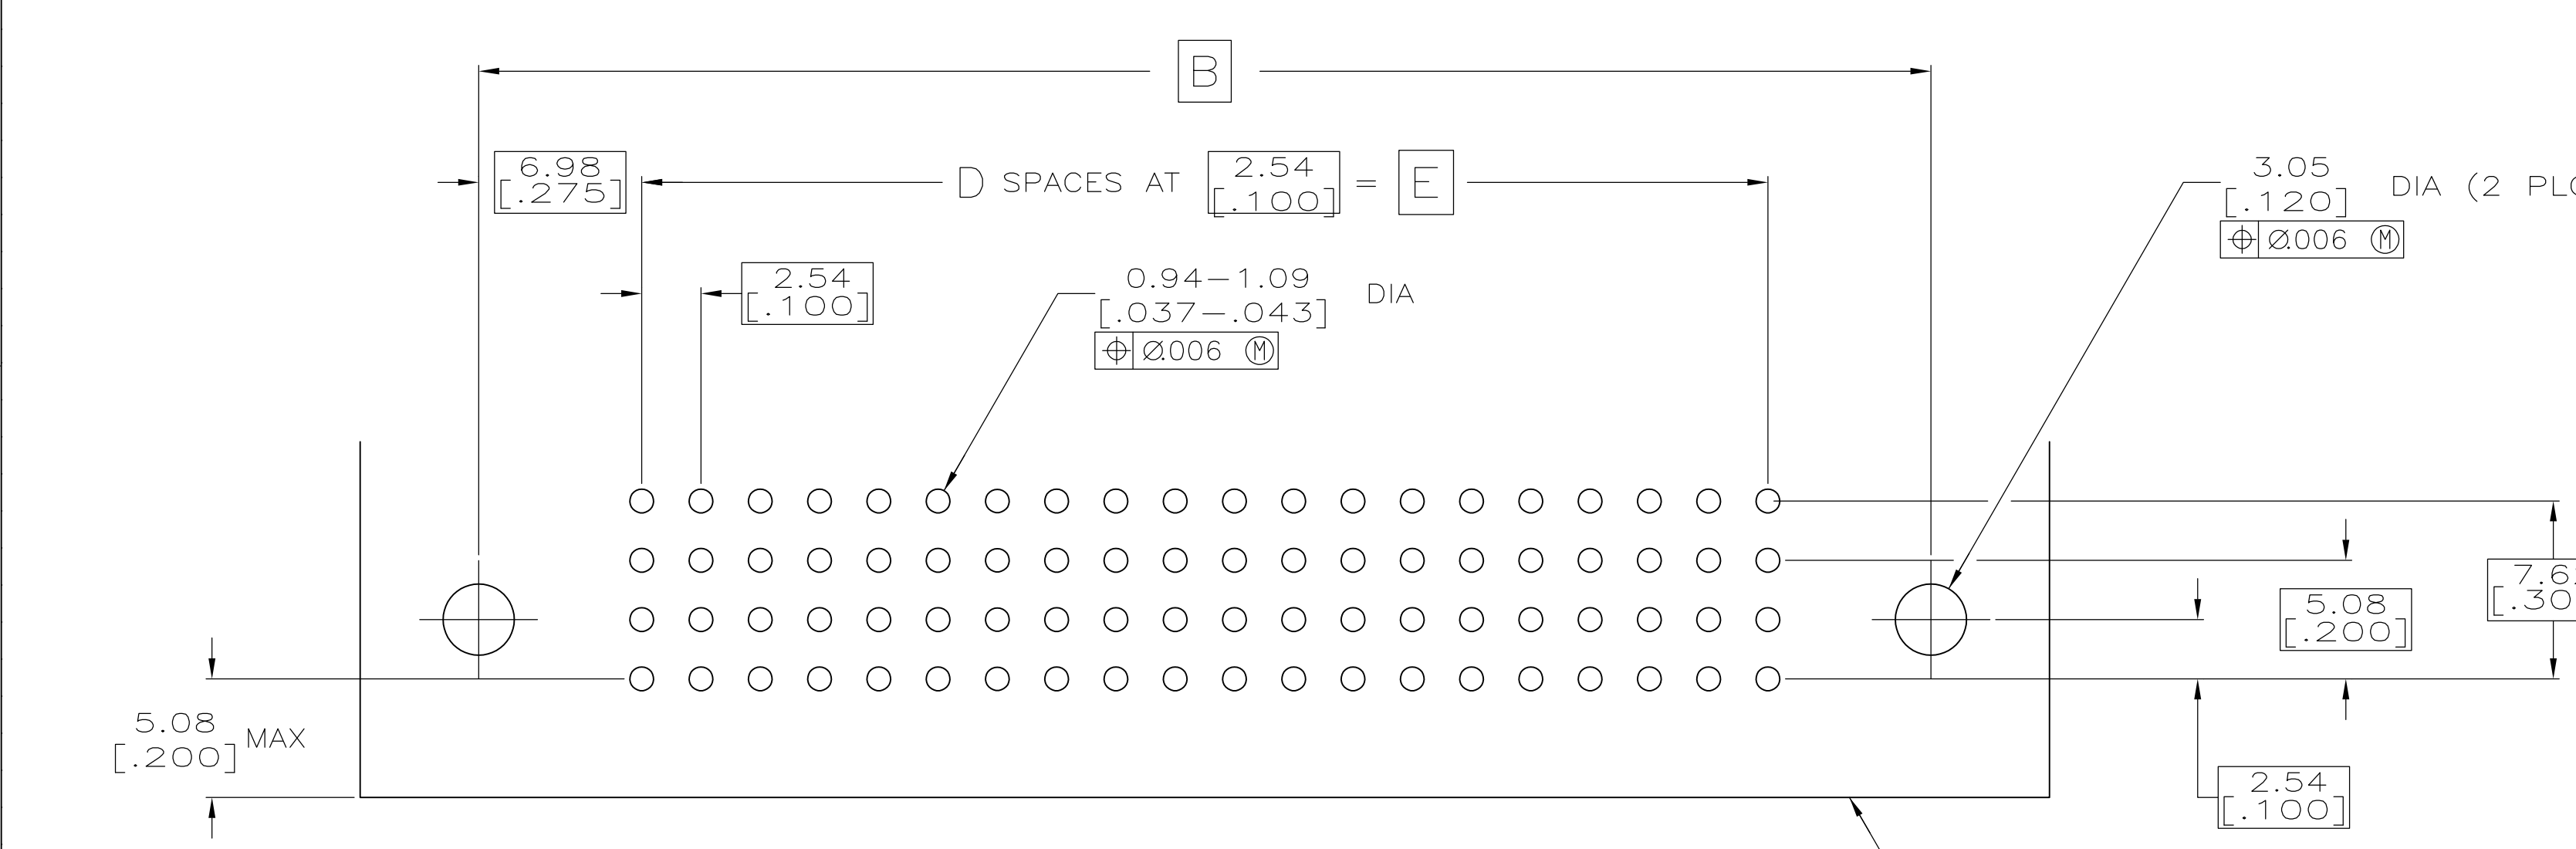 B
6.98
[.275]
D SPACES AT
2.54
[.100]
= E
3.05
[.120]
DIA (2
⌖ Ø.006 Ⓜ
2.54
[.100]
0.94-1.09
[.037-.043]
DIA
⌖ Ø.006 Ⓜ
5.08
[.200]
5.08
[.200]
MAX
2.54
[.100]